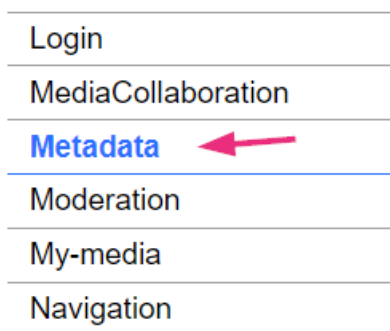 Login
MediaCollaboration
Metadata
Moderation
My-media
Navigation